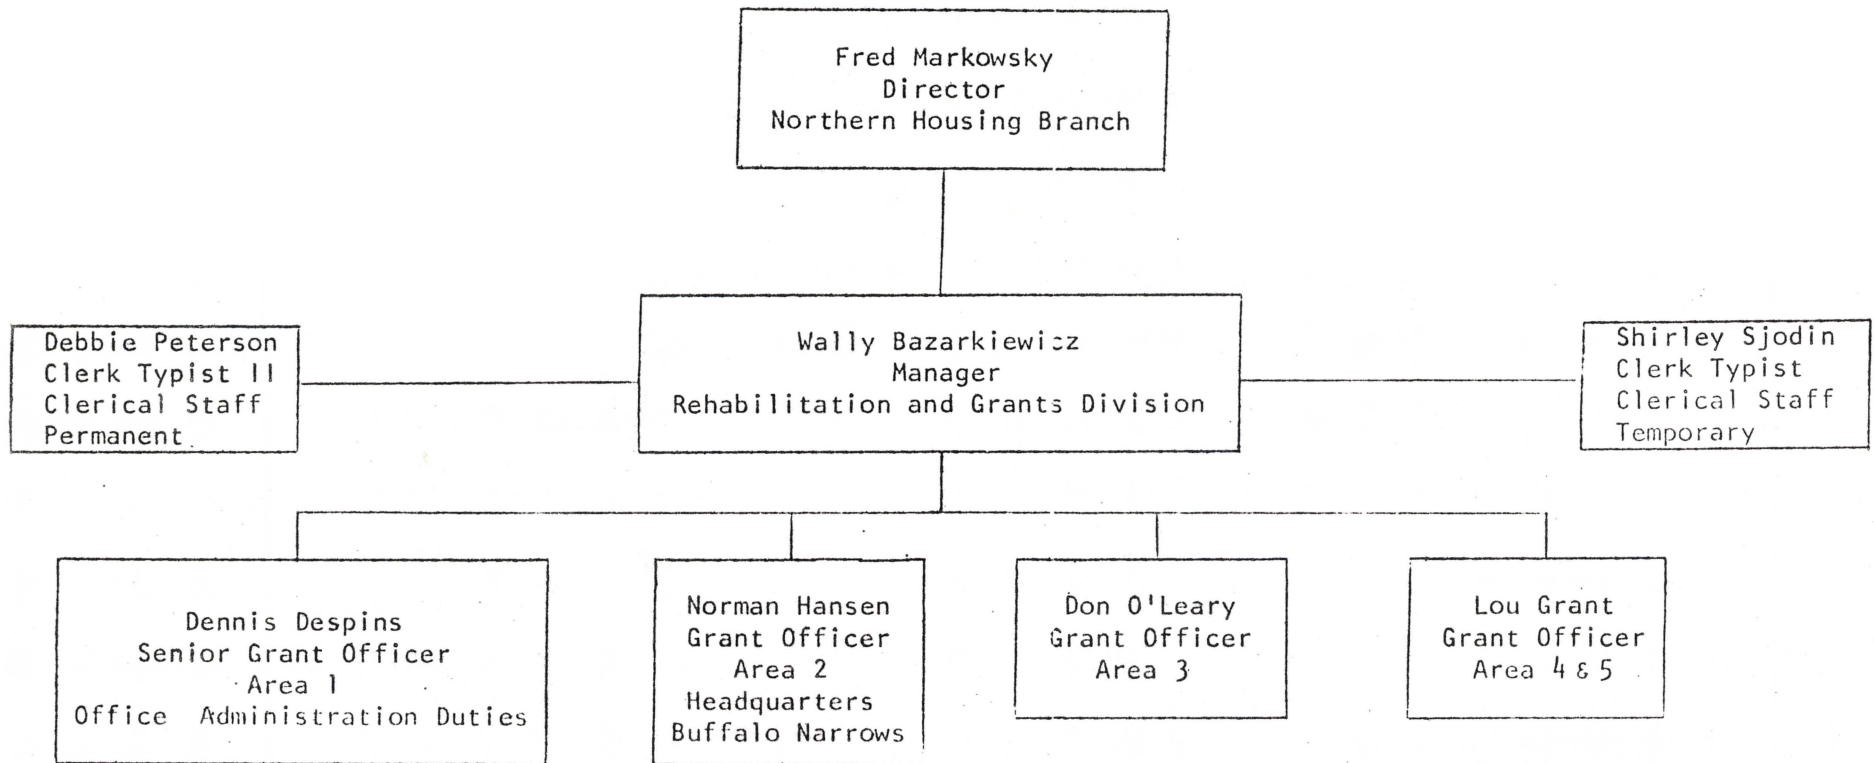 Fred Markowsky
Director
Northern Housing Branch
Debbie Peterson
Clerk Typist II
Clerical Staff
Permanent
Wally Bazarkiewicz
Manager
Rehabilitation and Grants Division
Shirley Sjodin
Clerk Typist
Clerical Staff
Temporary
Dennis Despins
Senior Grant Officer
Area 1
Office Administration Duties
Norman Hansen
Grant Officer
Area 2
Headquarters
Buffalo Narrows
Don O'Leary
Grant Officer
Area 3
Lou Grant
Grant Officer
Area 4 & 5